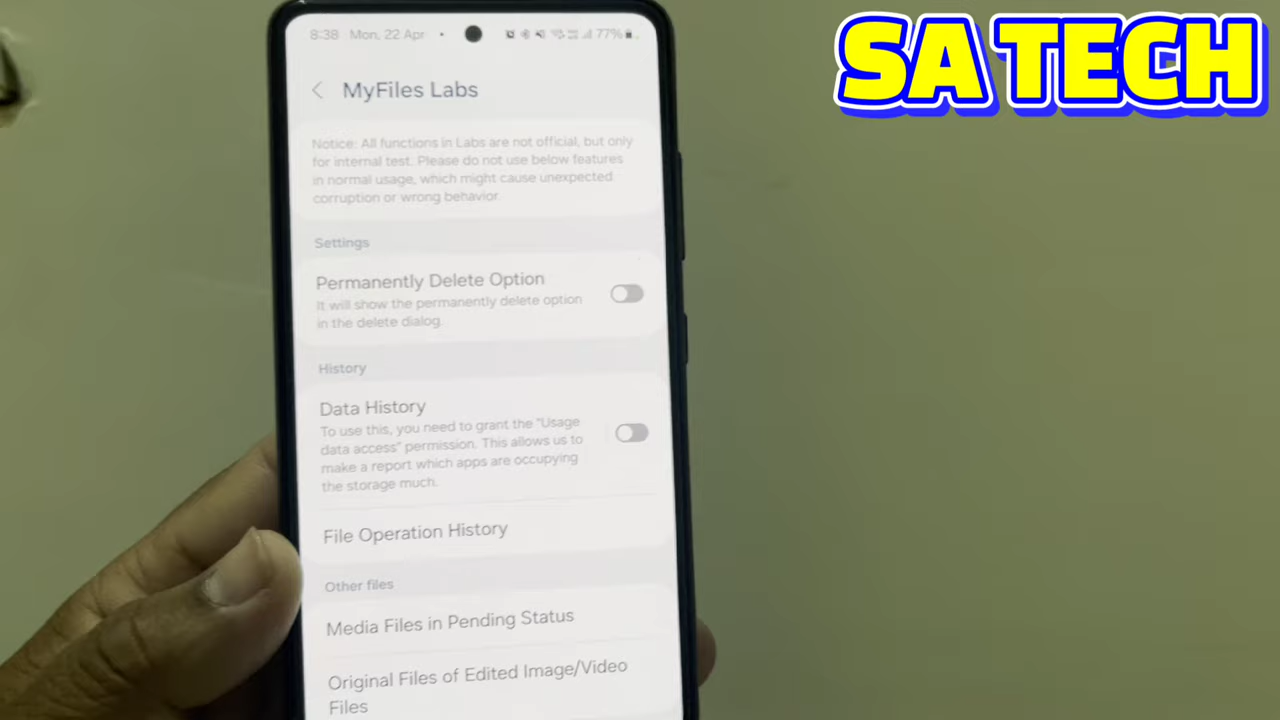 SA TECH
8:38 Mon, 22 Apr 77%
MyFiles Labs
Notice: All functions in Labs are not official, but only
for internal test. Please do not use below features
in normal usage, which might cause unexpected
corruption or wrong behavior
Settings
Permanently Delete Option
It will show the permanently delete option
in the delete dialog.
History
Data History
To use this, you need to grant the "Usage
data access" permission. This allows us to
make a report which apps are occupying
the storage much.
File Operation History
Other files
Media Files in Pending Status
Original Files of Edited Image/Video
Files